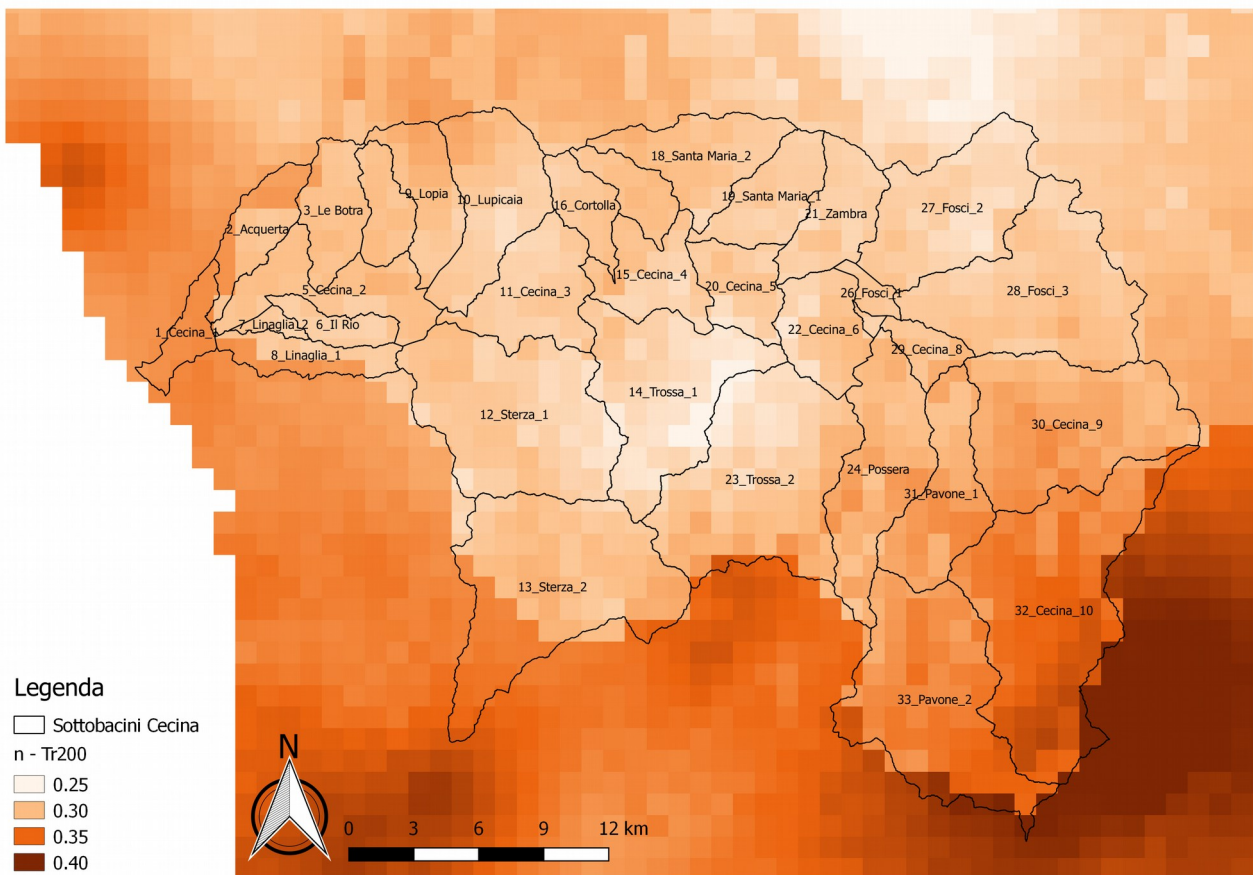 18_Santa Maria_2
9_Lopia
10_Lupicaia
19_Santa Maria_1
16_Cortolla
3_Le Botra
27_Fosci_2
21_Zambra
2_Acquerta
15_Cecina_4
5_Cecina_2
11_Cecina_3
20_Cecina_5
26_Fosci_1
28_Fosci_3
7_Linaglia_2
6_Il Rio
1_Cecina_1
22_Cecina_6
8_Linaglia_1
29_Cecina_8
14_Trossa_1
12_Sterza_1
30_Cecina_9
24_Possera
23_Trossa_2
31_Pavone_1
13_Sterza_2
32_Cecina_10
33_Pavone_2
Legenda
Sottobacini Cecina
n - Tr200
0.25
0.30
0.35
0.40
N
0 3 6 9 12 km